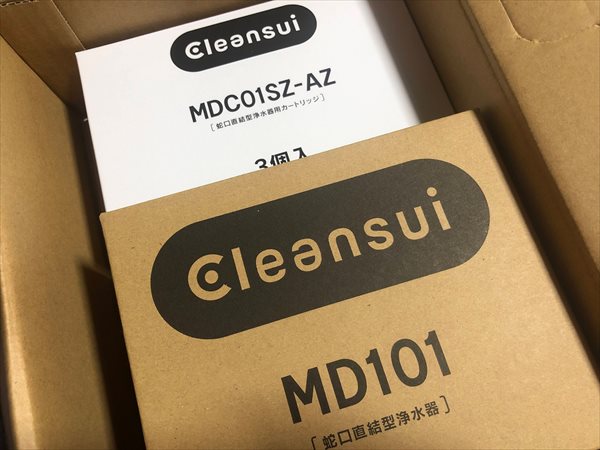 Cleansui
MDC01SZ-AZ
[蛇口直結型浄水器用カートリッジ]
3個入
Cleansui
MD101
[蛇口直結型浄水器]